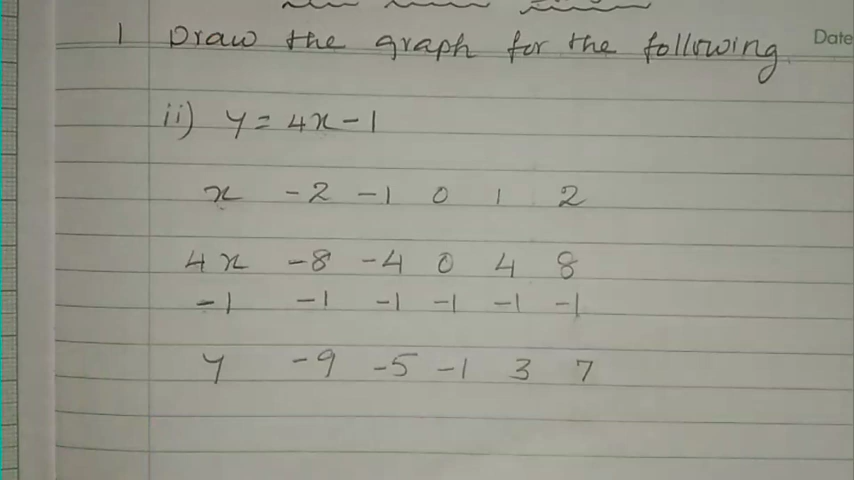 Date
1 Draw the graph for the following.
ii) y = 4x - 1
x -2 -1 0 1 2
4x -8 -4 0 4 8
-1 -1 -1 -1 -1 -1
y -9 -5 -1 3 7